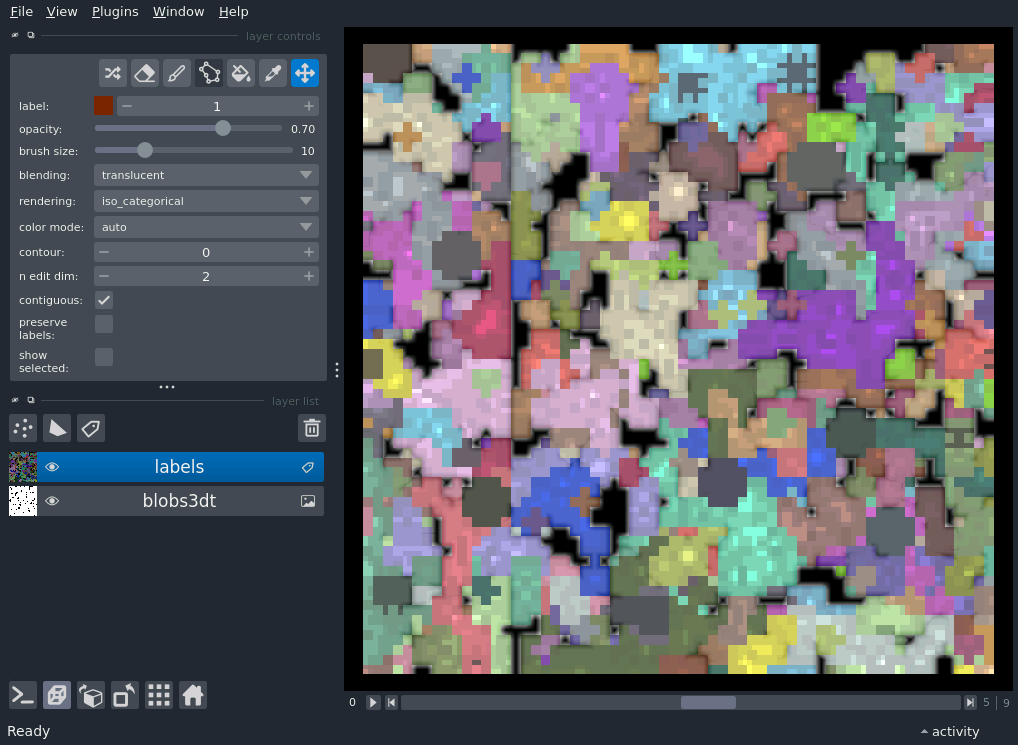 File View Plugins Window Help
layer controls
label: 1
opacity: 0.70
brush size: 10
blending: translucent
rendering: iso_categorical
color mode: auto
contour: 0
n edit dim: 2
contiguous:
preserve
labels:
show
selected:
layer list
labels
blobs3dt
0 5 | 9
Ready activity